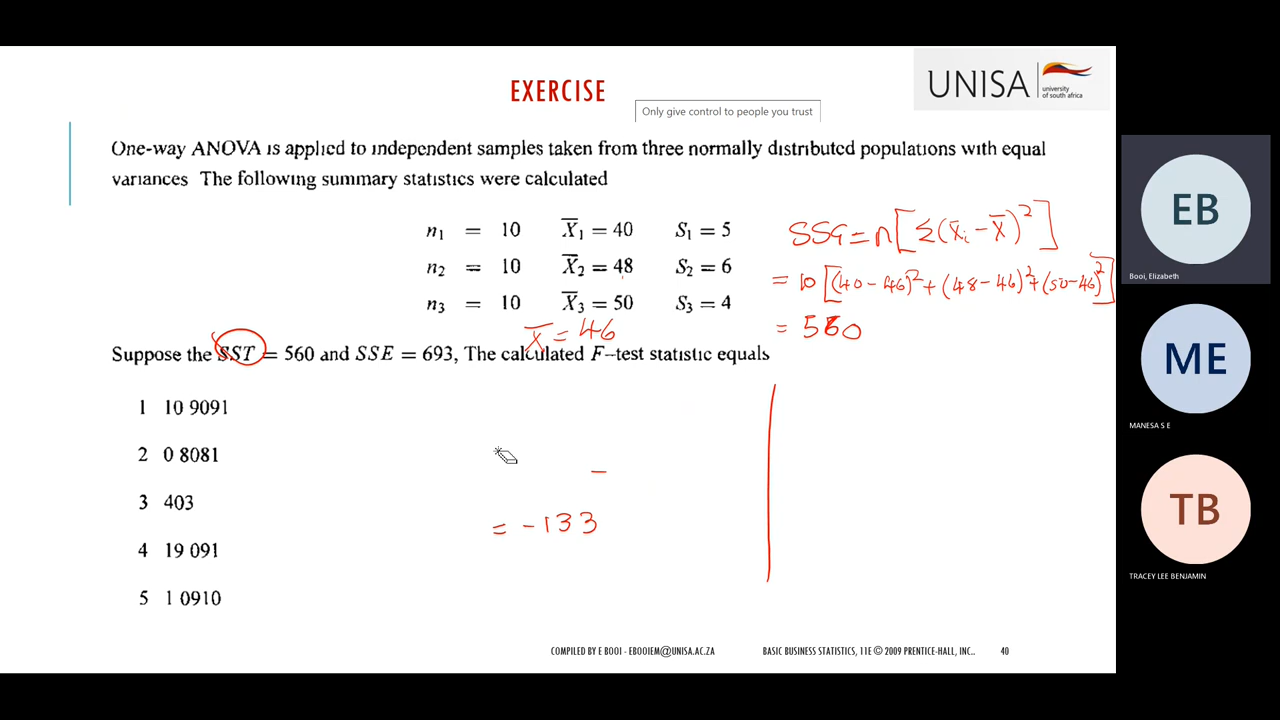 EXERCISE
UNISA
university
of south africa
Only give control to people you trust
One-way ANOVA is applied to independent samples taken from three normally distributed populations with equal
variances The following summary statistics were calculated
n₁ = 10 X̄₁ = 40 S₁ = 5
n₂ = 10 X̄₂ = 48 S₂ = 6
n₃ = 10 X̄₃ = 50 S₃ = 4
SSG = n[Σ(X̄ᵢ - X̄)²]
= 10[(40-46)² + (48-46)² + (50-46)²]
= 560
X̄ = 46
Suppose the SST = 560 and SSE = 693, The calculated F-test statistic equals
1 10 9091
2 0 8081
3 403
4 19 091
5 1 0910
-
= -133
COMPILED BY E BOOI - EBOOIEM@UNISA.AC.ZA
BASIC BUSINESS STATISTICS, 11E © 2009 PRENTICE-HALL, INC..
40
EB
Booi, Elizabeth
ME
MANESA S E
TB
TRACEY LEE BENJAMIN